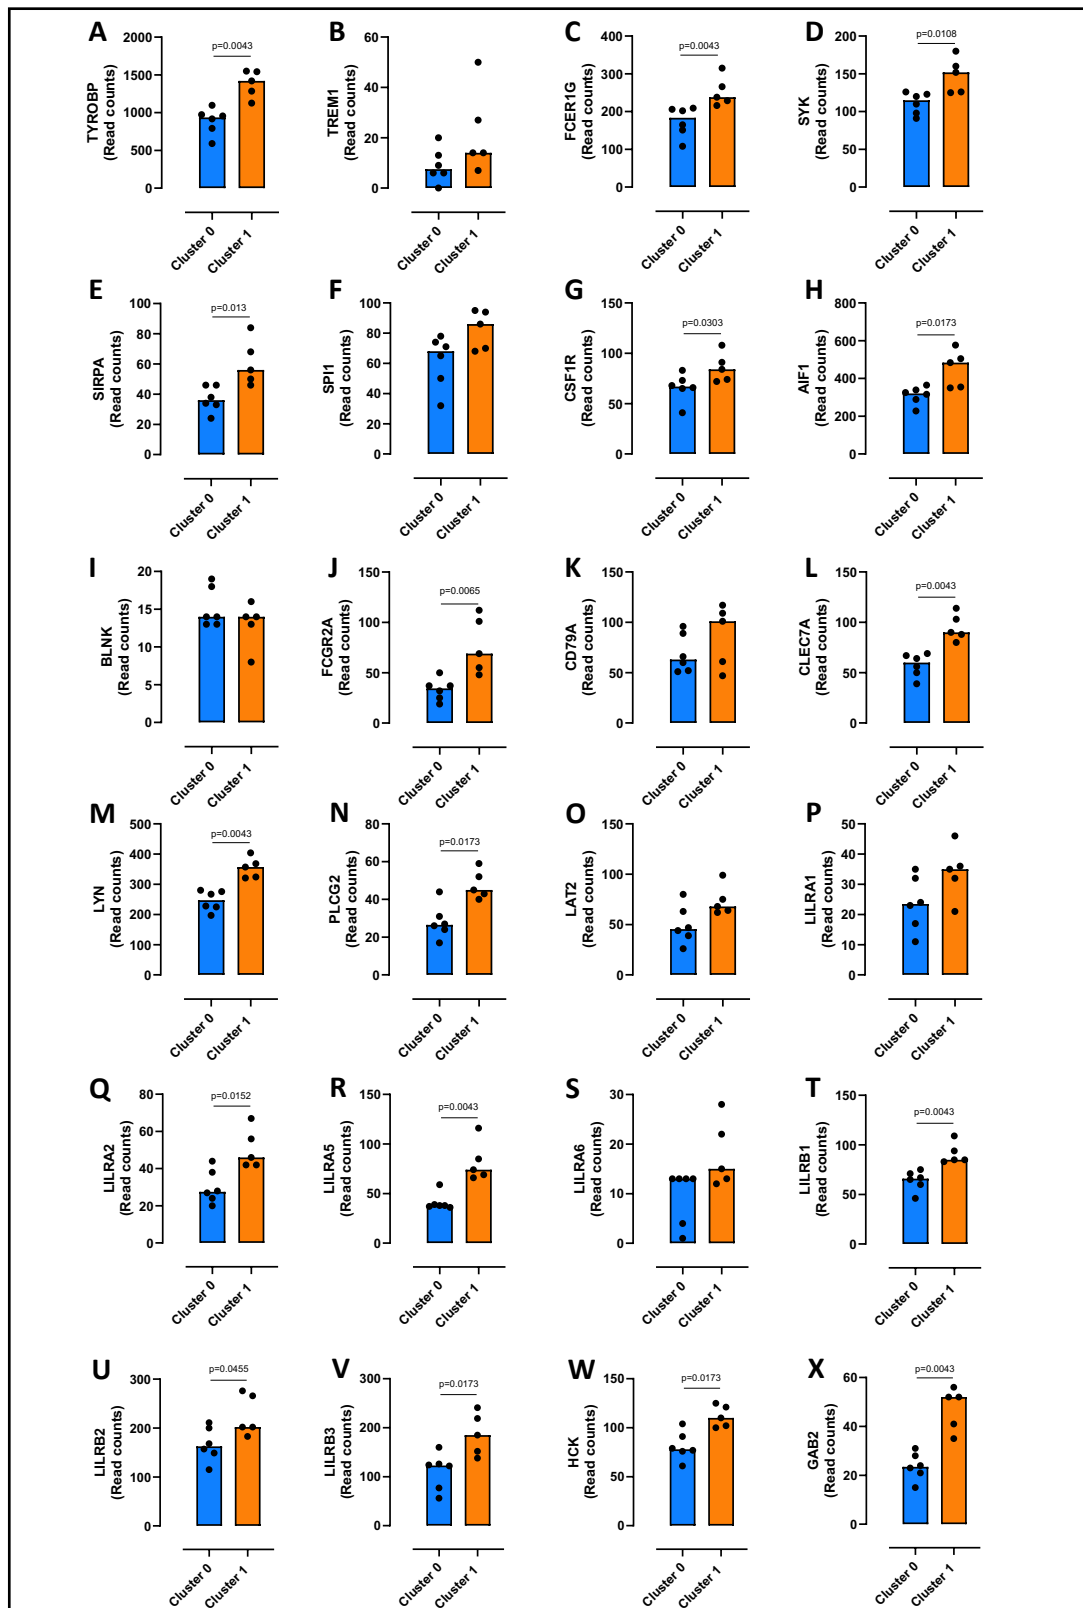 A
TYROBP
(Read counts)
2000
1500
1000
500
0
p=0.0043
Cluster 0
Cluster 1
B
TREM1
(Read counts)
60
40
20
0
Cluster 0
Cluster 1
C
FCER1G
(Read counts)
400
300
200
100
0
p=0.0043
Cluster 0
Cluster 1
D
SYK
(Read counts)
200
150
100
50
0
p=0.0108
Cluster 0
Cluster 1
E
SIRPA
(Read counts)
100
80
60
40
20
0
p=0.013
Cluster 0
Cluster 1
F
SPI1
(Read counts)
100
80
60
40
20
0
Cluster 0
Cluster 1
G
CSF1R
(Read counts)
150
100
50
0
p=0.0303
Cluster 0
Cluster 1
H
AIF1
(Read counts)
800
600
400
200
0
p=0.0173
Cluster 0
Cluster 1
I
BLNK
(Read counts)
20
15
10
5
0
Cluster 0
Cluster 1
J
FCGR2A
(Read counts)
150
100
50
0
p=0.0065
Cluster 0
Cluster 1
K
CD79A
(Read counts)
150
100
50
0
Cluster 0
Cluster 1
L
CLEC7A
(Read counts)
150
100
50
0
p=0.0043
Cluster 0
Cluster 1
M
LYN
(Read counts)
500
400
300
200
100
0
p=0.0043
Cluster 0
Cluster 1
N
PLCG2
(Read counts)
80
60
40
20
0
p=0.0173
Cluster 0
Cluster 1
O
LAT2
(Read counts)
150
100
50
0
Cluster 0
Cluster 1
P
LILRA1
(Read counts)
50
40
30
20
10
0
Cluster 0
Cluster 1
Q
LILRA2
(Read counts)
80
60
40
20
0
p=0.0152
Cluster 0
Cluster 1
R
LILRA5
(Read counts)
150
100
50
0
p=0.0043
Cluster 0
Cluster 1
S
LILRA6
(Read counts)
30
20
10
0
Cluster 0
Cluster 1
T
LILRB1
(Read counts)
150
100
50
0
p=0.0043
Cluster 0
Cluster 1
U
LILRB2
(Read counts)
300
200
100
0
p=0.0455
Cluster 0
Cluster 1
V
LILRB3
(Read counts)
300
200
100
0
p=0.0173
Cluster 0
Cluster 1
W
HCK
(Read counts)
150
100
50
0
p=0.0173
Cluster 0
Cluster 1
X
GAB2
(Read counts)
60
40
20
0
p=0.0043
Cluster 0
Cluster 1